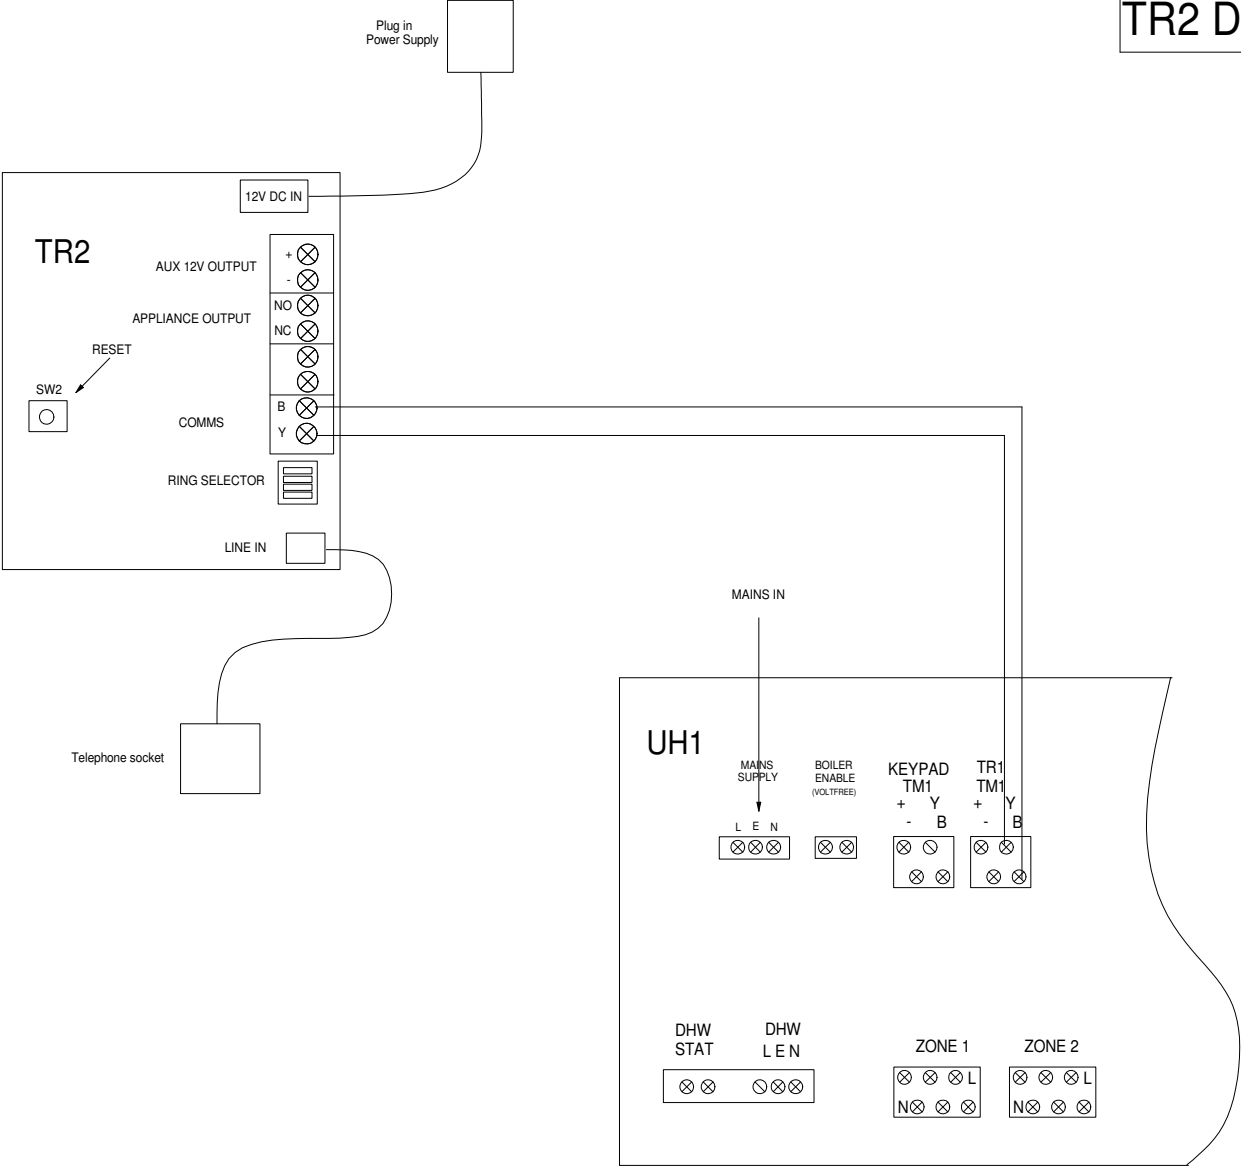 TR2 D
Plug in
Power Supply
12V DC IN
TR2
+
AUX 12V OUTPUT
-
NO
APPLIANCE OUTPUT
NC
RESET
SW2
B
COMMS
Y
RING SELECTOR
LINE IN
MAINS IN
Telephone socket
UH1
MAINS
SUPPLY
L E N
BOILER
ENABLE
(VOLTFREE)
KEYPAD
TM1
+ Y
- B
TR1
TM1
+ Y
- B
DHW
STAT
DHW
L E N
ZONE 1
L
N
ZONE 2
L
N